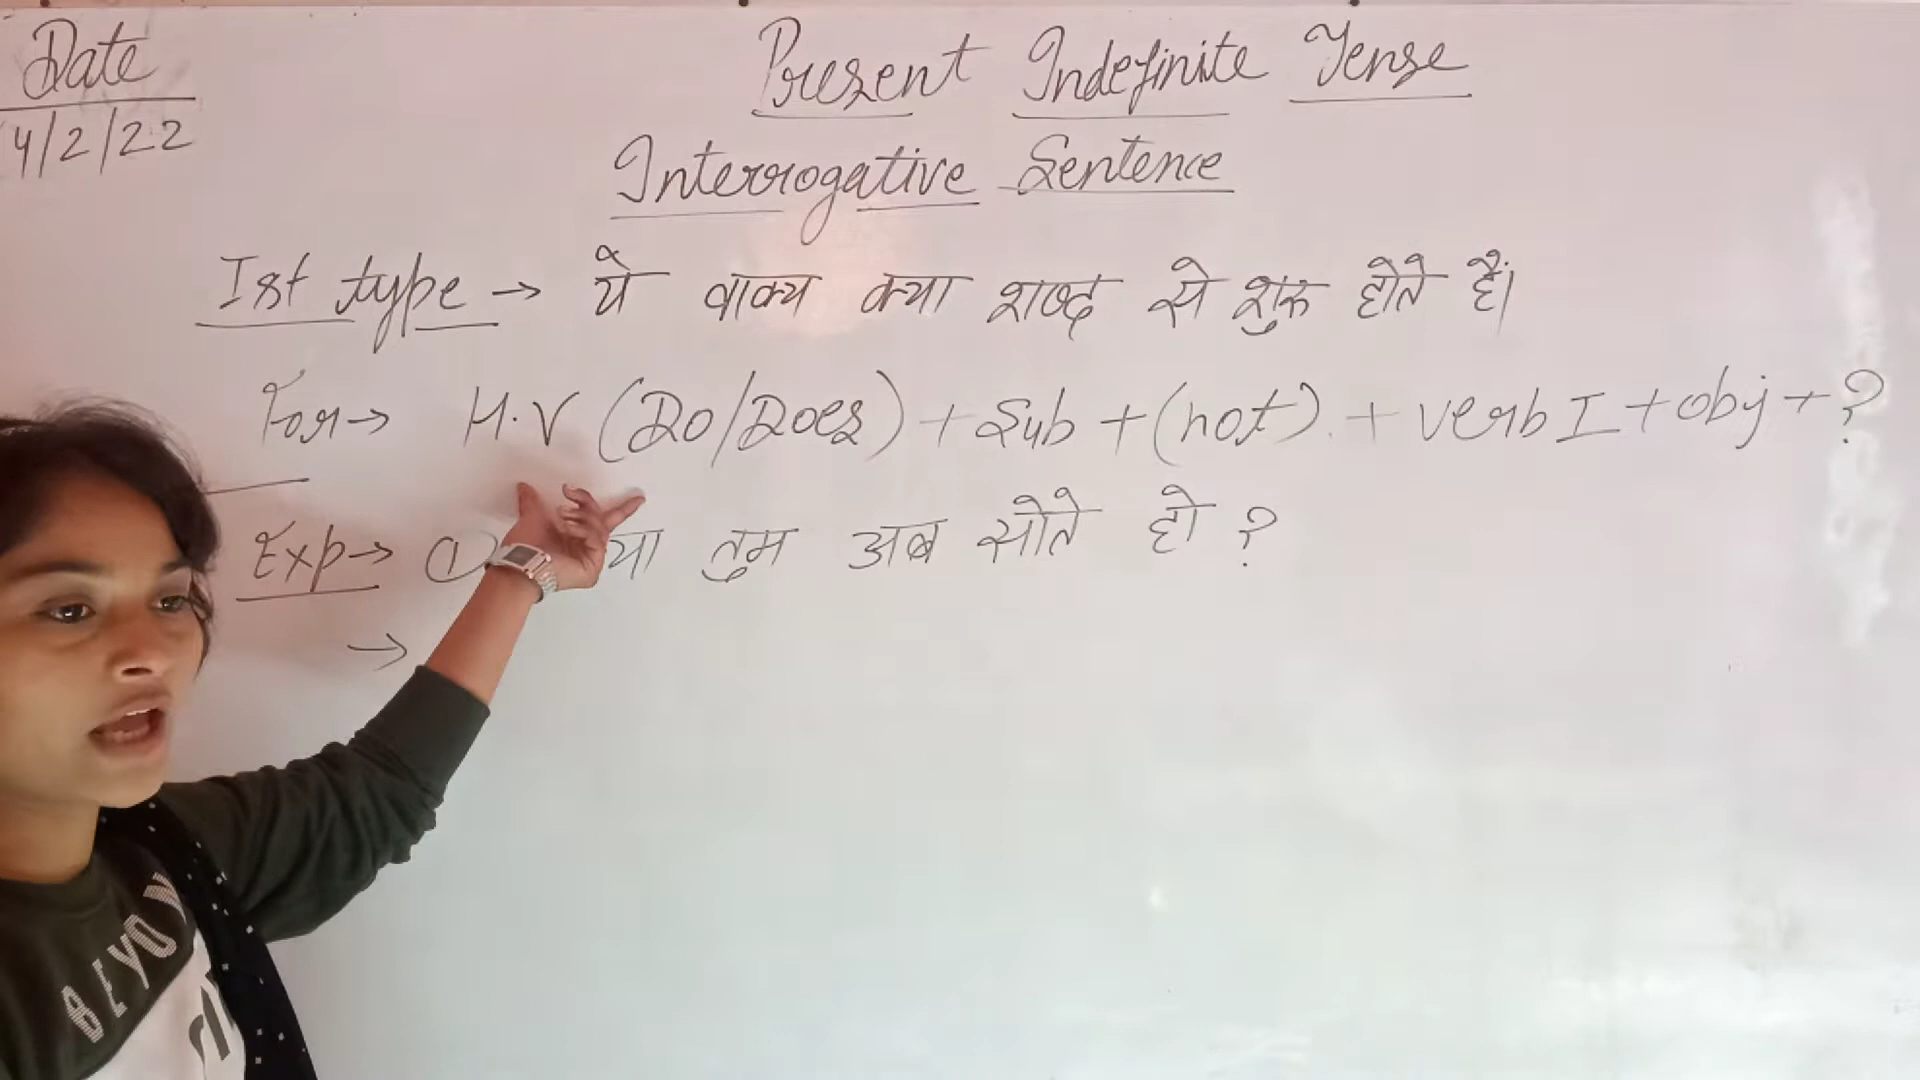 Date
4/2/22
Present Indefinite Tense
Interrogative Sentence
Ist type → ये वाक्य क्या शब्द से शुरू होते हैं।
For → H.V (Do/Does) + Sub + (not) + verb I + obj + ?
Exp → ① तुम अब सोते हो ?
→
BEYO